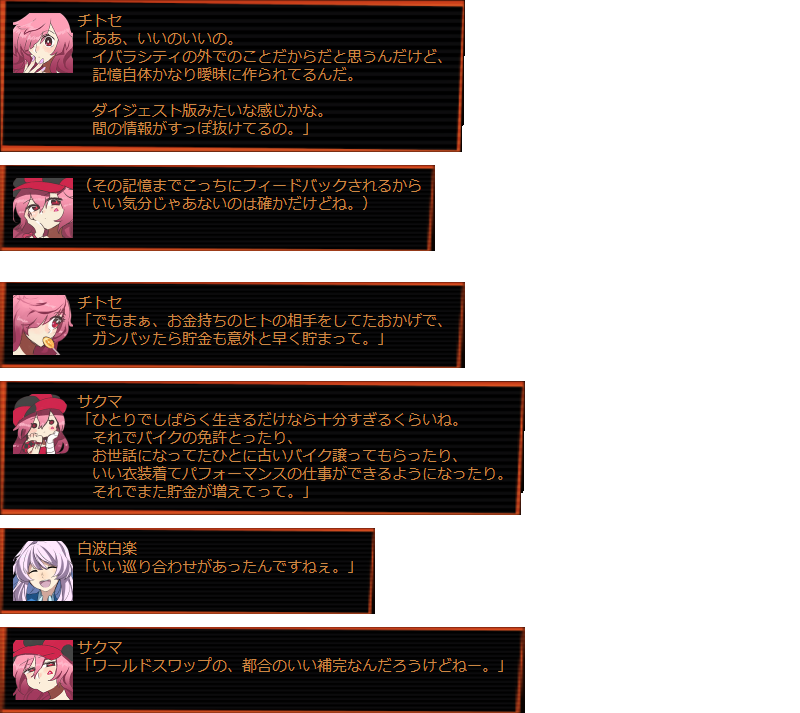 チトセ
「ああ、いいのいいの。
イバラシティの外でのことだからだと思うんだけど、
記憶自体かなり曖昧に作られてるんだ。
ダイジェスト版みたいな感じかな。
間の情報がすっぽ抜けてるの。」
(その記憶までこっちにフィードバックされるから
いい気分じゃあないのは確かだけどね。)
チトセ
「でもまぁ、お金持ちのヒトの相手をしてたおかげで、
ガンバッたら貯金も意外と早く貯まって。」
サクマ
「ひとりでしばらく生きるだけなら十分すぎるくらいね。
それでバイクの免許とったり、
お世話になってたひとに古いバイク譲ってもらったり、
いい衣装着てパフォーマンスの仕事ができるようになったり。
それでまた貯金が増えてって。」
白波白楽
「いい巡り合わせがあったんですねぇ。」
サクマ
「ワールドスワップの、都合のいい補完なんだろうけどねー。」